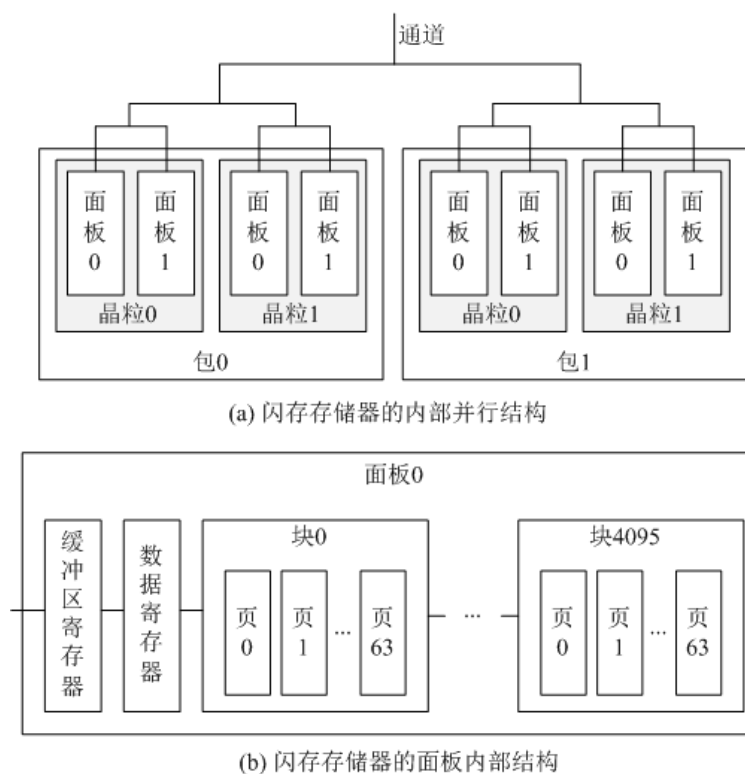 通道
面板0 面板1 面板0 面板1 面板0 面板1 面板0 面板1
晶粒0 晶粒1 晶粒0 晶粒1
包0 包1
(a) 闪存存储器的内部并行结构
面板0
块0 块4095
缓冲区寄存器 数据寄存器 页0 页1 ... 页63 ... 页0 页1 ... 页63
(b) 闪存存储器的面板内部结构